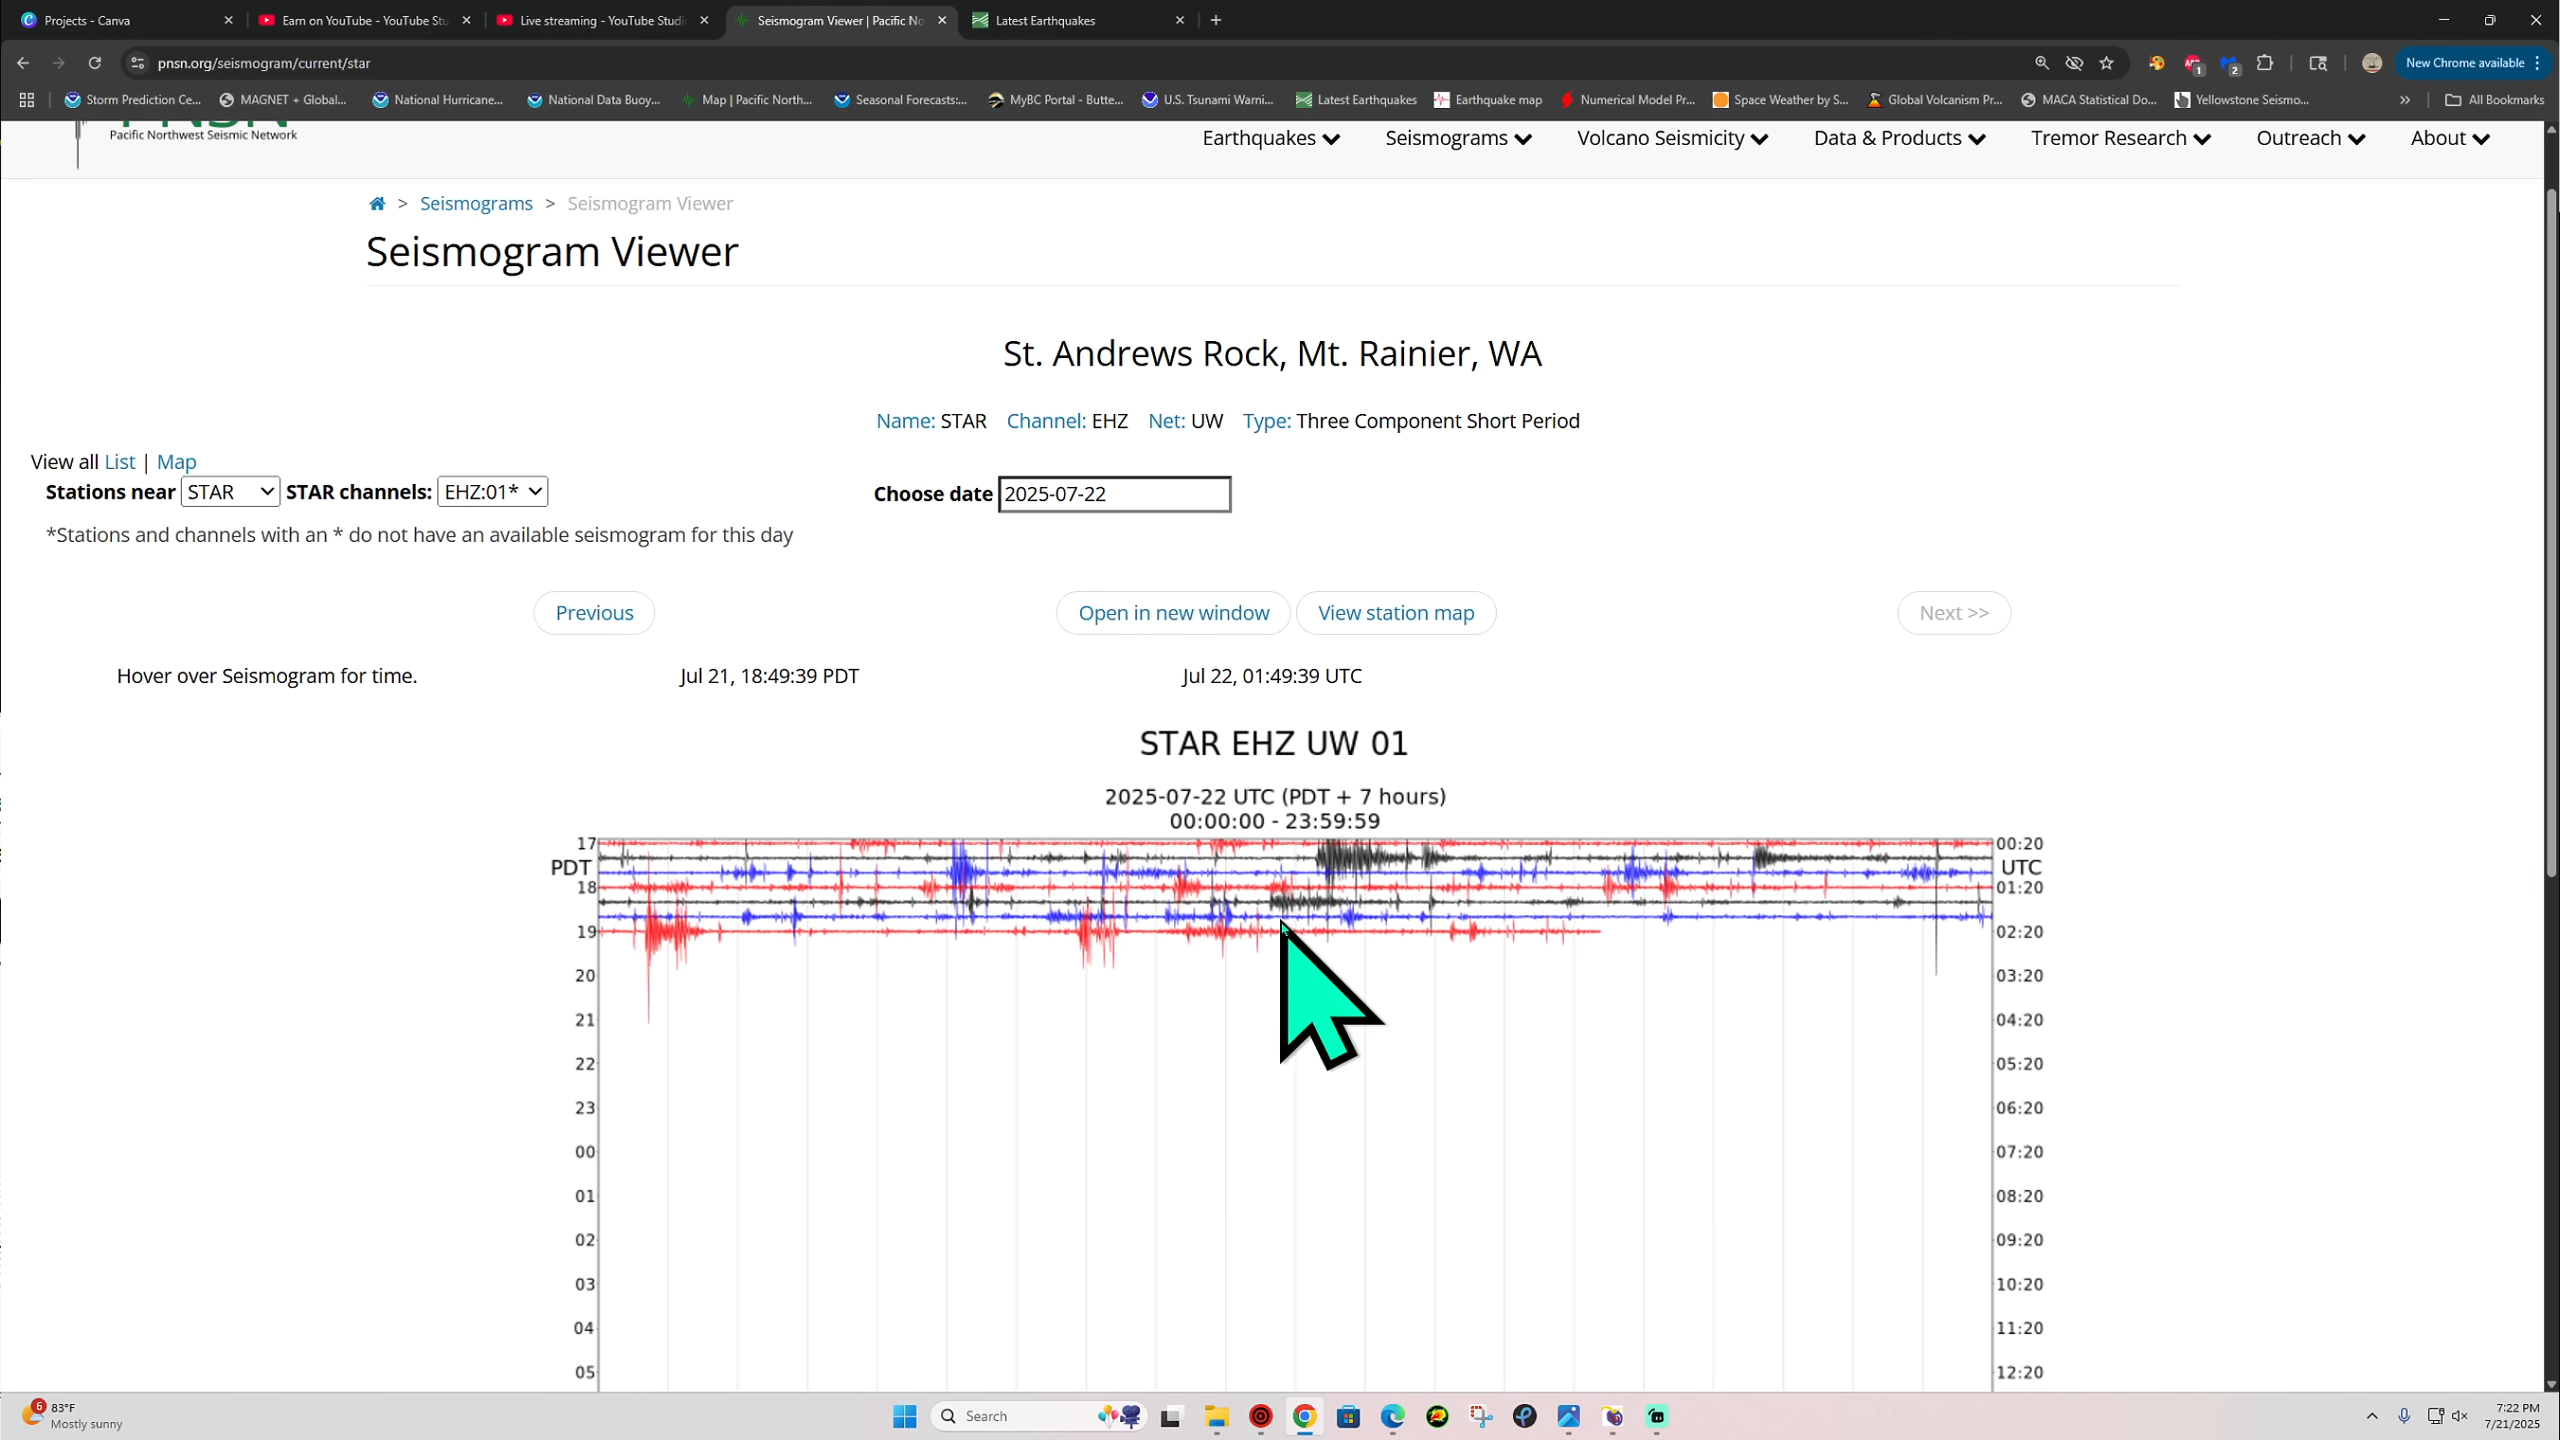 Projects - Canva
Earn on YouTube - YouTube Stu
Live streaming - YouTube Studi
Seismogram Viewer | Pacific No
Latest Earthquakes
pnsn.org/seismogram/current/star
New Chrome available
Storm Prediction Ce...
MAGNET + Global...
National Hurricane...
National Data Buoy...
Map | Pacific North...
Seasonal Forecasts:...
MyBC Portal - Butte...
U.S. Tsunami Warni...
Latest Earthquakes
Earthquake map
Numerical Model Pr...
Space Weather by S...
Global Volcanism Pr...
MACA Statistical Do...
Yellowstone Seismo...
All Bookmarks
Pacific Northwest Seismic Network
Earthquakes
Seismograms
Volcano Seismicity
Data & Products
Tremor Research
Outreach
About
> Seismograms > Seismogram Viewer
Seismogram Viewer
St. Andrews Rock, Mt. Rainier, WA
Name: STAR Channel: EHZ Net: UW Type: Three Component Short Period
View all List | Map
Stations near STAR STAR channels: EHZ:01*
Choose date 2025-07-22
*Stations and channels with an * do not have an available seismogram for this day
Previous
Open in new window
View station map
Next >>
Hover over Seismogram for time.
Jul 21, 18:49:39 PDT
Jul 22, 01:49:39 UTC
STAR EHZ UW 01
2025-07-22 UTC (PDT + 7 hours)
00:00:00 - 23:59:59
17 00:20
PDT UTC
18 01:20
19 02:20
20 03:20
21 04:20
22 05:20
23 06:20
00 07:20
01 08:20
02 09:20
03 10:20
04 11:20
05 12:20
6
83°F
Mostly sunny
Search
7:22 PM
7/21/2025